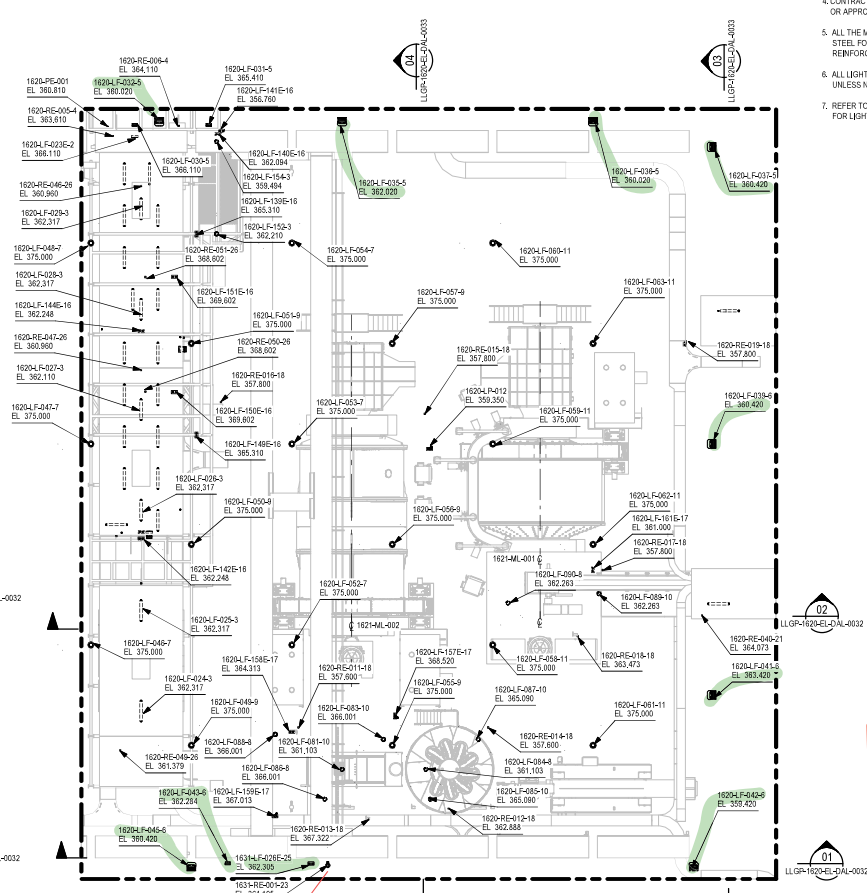 4. CONTRAC
OR APPRO
5. ALL THE M
STEEL FO
REINFORC
6. ALL LIGHT
UNLESS N
7. REFER TO
FOR LIGH
04
LLGP-1620-EL-DAL-0033
03
LLGP-1620-EL-DAL-0033
1620-RE-006-4
EL 364,110
1620-LF-031-5
EL 365.410
1620-PE-001
EL 360.810
1620-LF-032-5
EL 360.020
1620-LF-141E-16
EL 356.760
1620-RE-005-4
EL 363,610
1620-LF-023E-2
EL 366.110
1620-LF-030-5
EL 366.110
1620-LF-140E-16
EL 362.094
1620-LF-154-3
EL 359.494
1620-LF-035-5
EL 362.020
1620-LF-036-5
EL 360.020
1620-LF-037-5
EL 360.420
1620-RE-046-26
EL 360,960
1620-LF-139E-16
EL 365.310
1620-LF-029-3
EL 362,317
1620-LF-152-3
EL 362,210
1620-LF-048-7
EL 375.000
1620-RE-051-26
EL 368,602
1620-LF-054-7
EL 375.000
1620-LF-060-11
EL 375.000
1620-LF-028-3
EL 362,317
1620-LF-151E-16
EL 369,602
1620-LF-057-9
EL 375.000
1620-LF-063-11
EL 375,000
1620-LF-144E-16
EL 362.248
1620-LF-051-9
EL 375.000
1620-RE-047-26
EL 360,960
1620-RE-050-26
EL 368,602
1620-RE-015-18
EL 357,800
1620-RE-019-18
EL 357.800
1620-LF-027-3
EL 362.110
1620-RE-016-18
EL 357.800
1620-LP-012
EL 359,350
1620-LF-039-6
EL 360.420
1620-LF-047-7
EL 375.000
1620-LF-150E-16
EL 369,602
1620-LF-053-7
EL 375.000
1620-LF-059-11
EL 375,000
1620-LF-149E-16
EL 365.310
1620-LF-026-3
EL 362,317
1620-LF-050-9
EL 375.000
1620-LF-056-9
EL 375.000
1620-LF-062-11
EL 375,000
1620-LF-161E-17
EL 381.000
1620-RE-017-18
EL 357.800
1621-ML-001
1620-LF-142E-16
EL 362.248
1620-LF-052-7
EL 375,000
1620-LF-090-8
EL 362.263
1620-LF-089-10
EL 362.263
L-0032
02
LLGP-1620-EL-DAL-0032
1620-LF-025-3
EL 362.317
1621-ML-002
1620-LF-046-7
EL 375,000
1620-RE-040-21
EL 364,073
1620-LF-158E-17
EL 364.313
1620-RE-011-18
EL 357,600
1620-LF-157E-17
EL 368.520
1620-LF-058-11
EL 375.000
1620-RE-018-18
EL 363,473
1620-LF-041-6
EL 363.420
1620-LF-024-3
EL 362,317
1620-LF-055-9
EL 375.000
1620-LF-087-10
EL 365.090
1620-LF-049-9
EL 375.000
1620-LF-083-10
EL 366.001
1620-LF-061-11
EL 375,000
1620-LF-088-8
EL 366.001
1620-LF-081-10
EL 361,103
1620-RE-014-18
EL 357.600
1620-RE-049-26
EL 361,379
1620-LF-086-8
EL 366.001
1620-LF-084-8
EL 361,103
1620-LF-043-6
EL 362.284
1620-LF-159E-17
EL 367.013
1620-LF-085-10
EL 365.090
1620-LF-042-6
EL 359.420
1620-RE-012-18
EL 362.888
1620-LF-045-6
EL 360.420
1620-RE-013-18
EL 367.322
L-0032
01
LLGP-1620-EL-DAL-0032
1631-LF-026E-25
EL 362,305
1631-RE-001-23